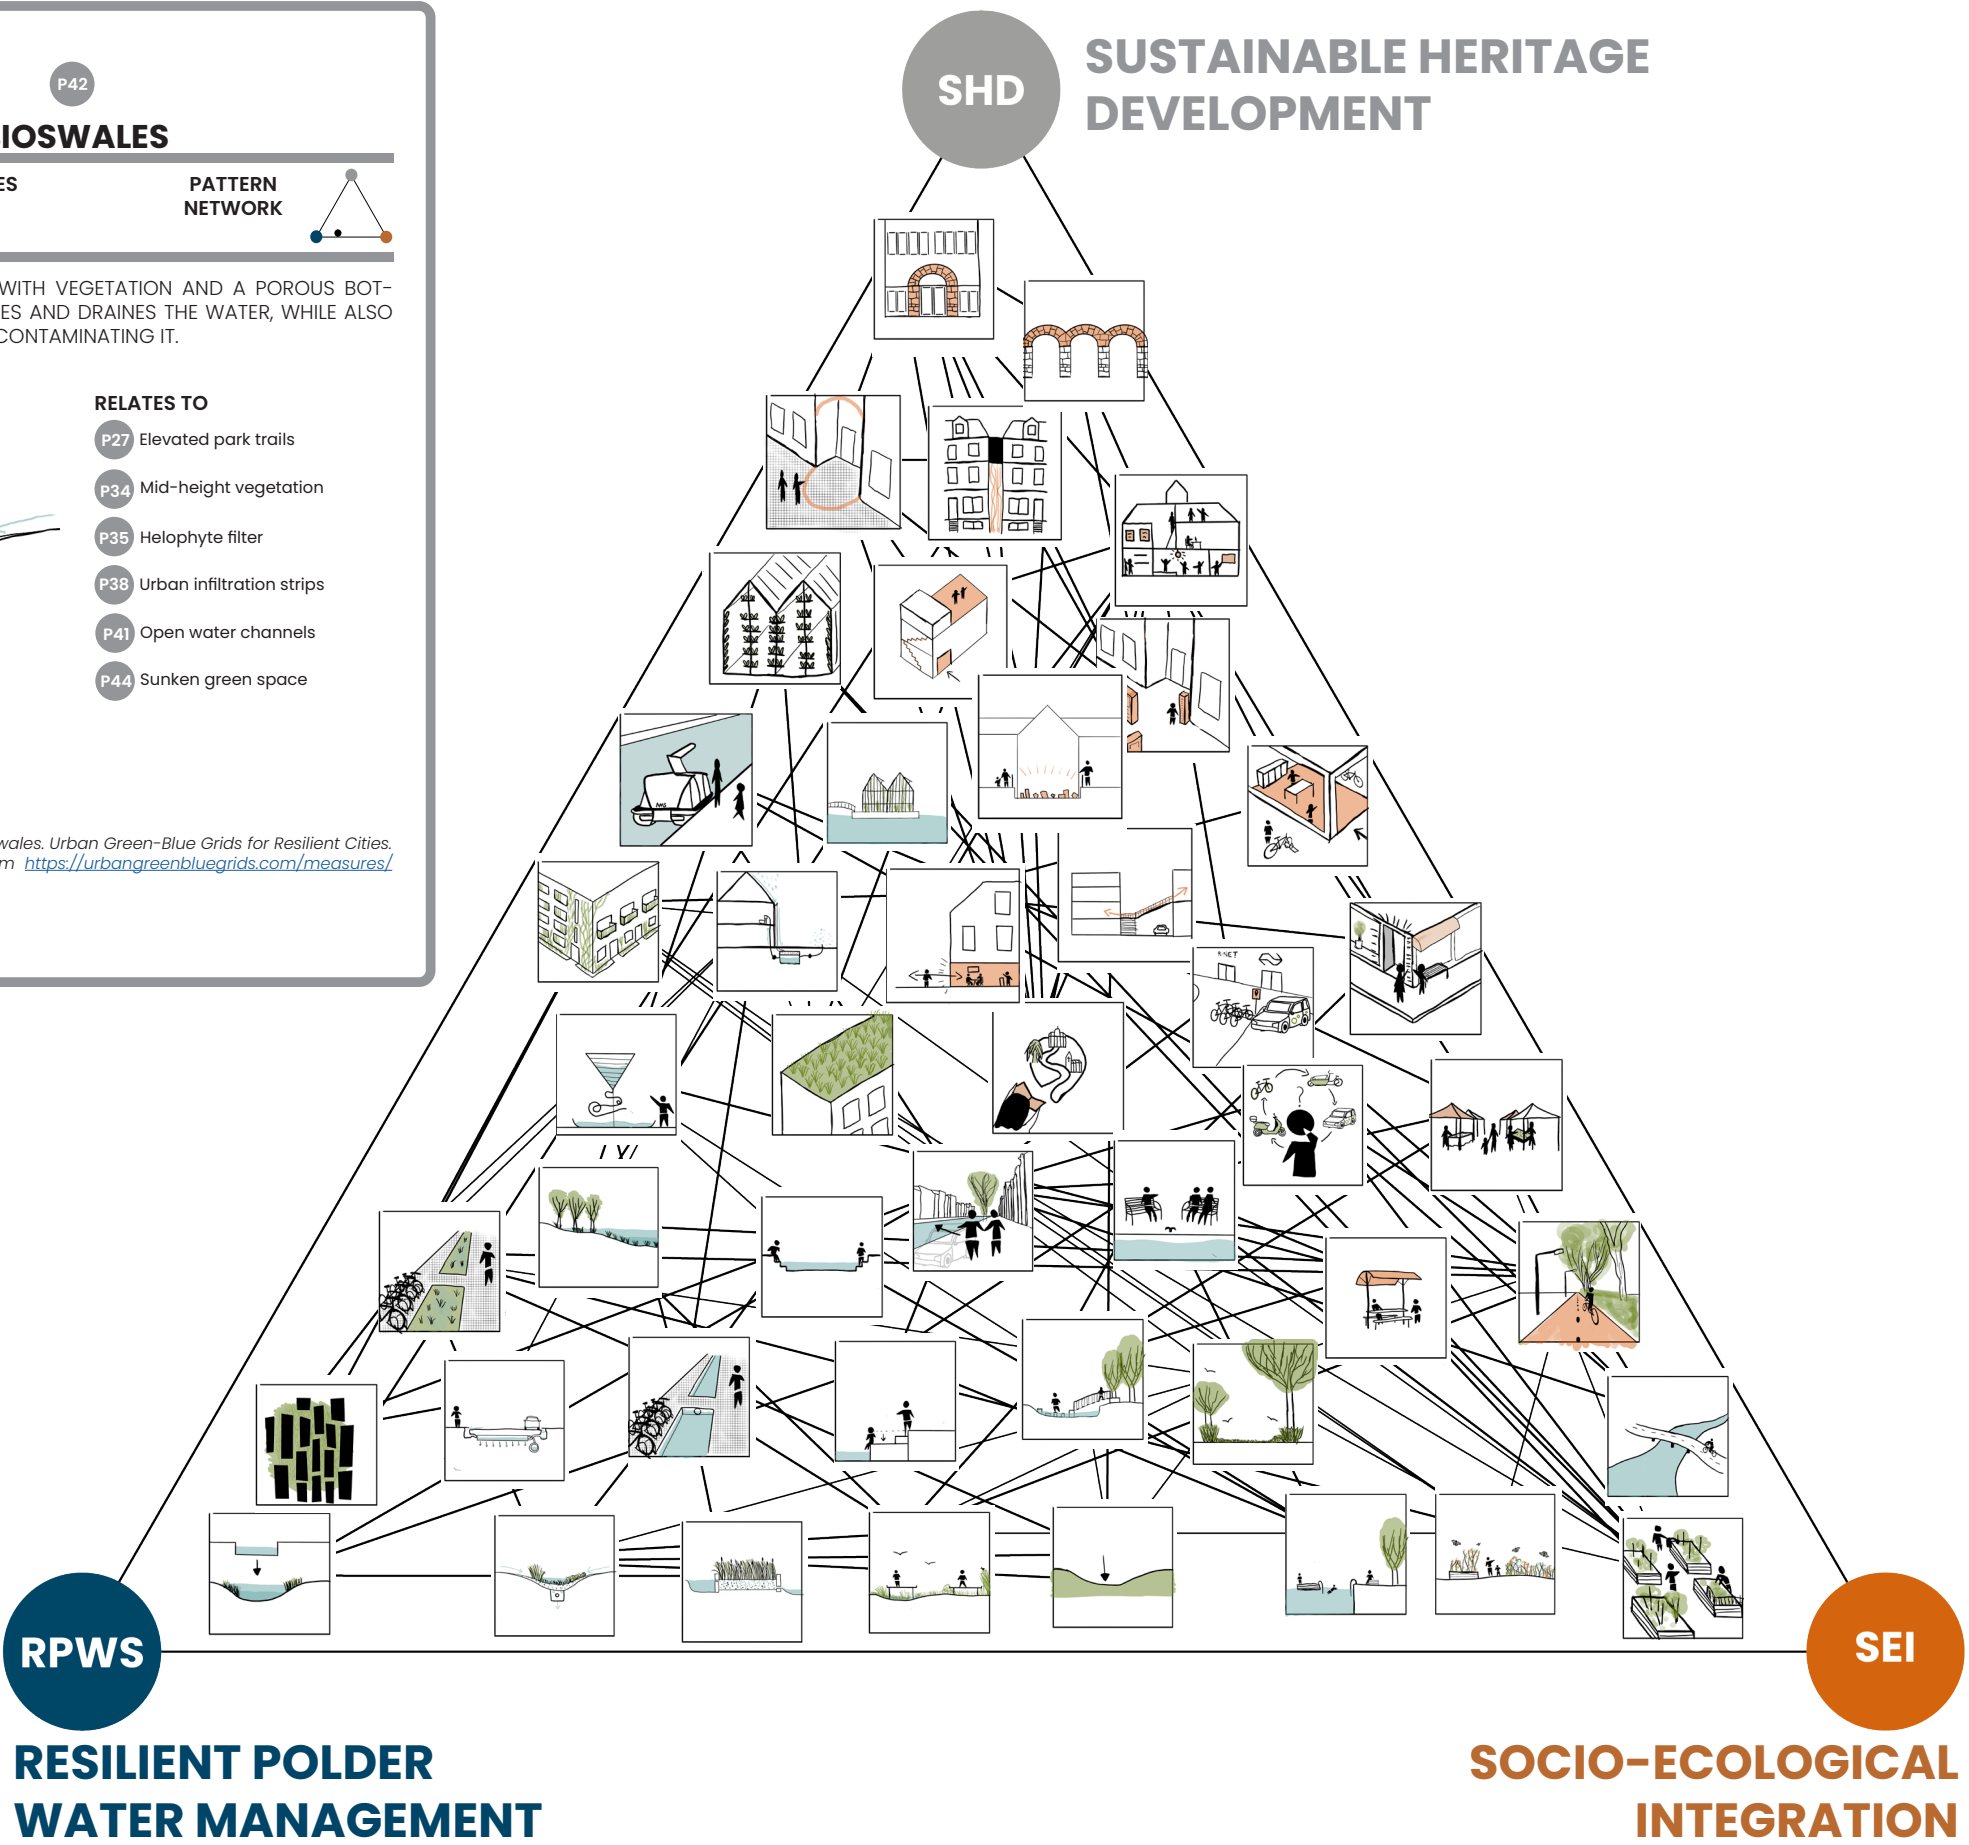 P42
IOSWALES
ES
PATTERN
NETWORK
WITH VEGETATION AND A POROUS BOT-
ES AND DRAINES THE WATER, WHILE ALSO
CONTAMINATING IT.
RELATES TO
P27 Elevated park trails
P34 Mid-height vegetation
P35 Helophyte filter
P38 Urban infiltration strips
P41 Open water channels
P44 Sunken green space
wales. Urban Green-Blue Grids for Resilient Cities.
m https://urbangreenbluegrids.com/measures/
SHD
SUSTAINABLE HERITAGE
DEVELOPMENT
R-NET
RPWS
RESILIENT POLDER
WATER MANAGEMENT
SEI
SOCIO-ECOLOGICAL
INTEGRATION